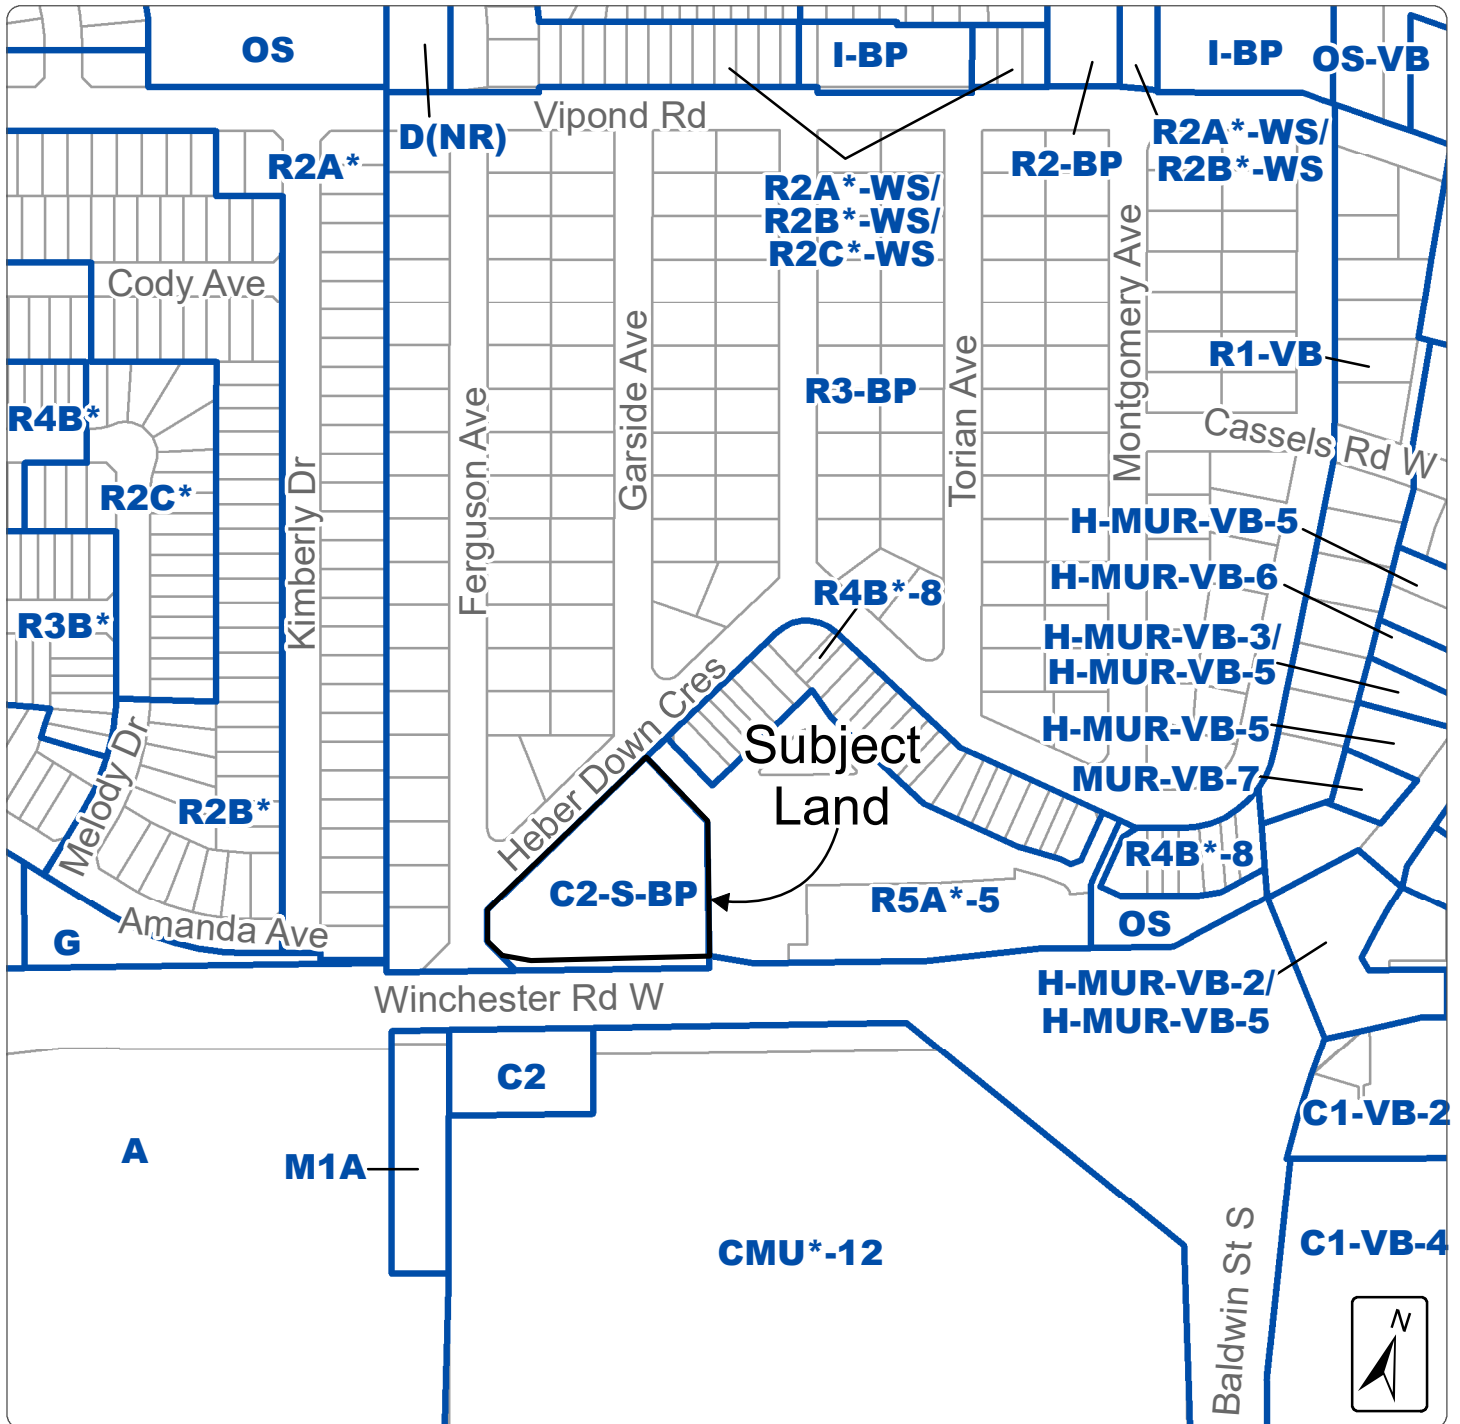 OS
I-BP
I-BP
OS-VB
Vipond Rd
D(NR)
R2A*
R2A*-WS/
R2B*-WS
R2-BP
R2A*-WS/
R2B*-WS/
R2C*-WS
Cody Ave
Garside Ave
Torian Ave
Montgomery Ave
R1-VB
R3-BP
R4B*
Ferguson Ave
Cassels Rd W
Kimberly Dr
R2C*
H-MUR-VB-5
H-MUR-VB-6
R4B*-8
R3B*
H-MUR-VB-3/
H-MUR-VB-5
Heber Down Cres
H-MUR-VB-5
Subject
Land
MUR-VB-7
Melody Dr
R2B*
R4B*-8
C2-S-BP
R5A*-5
OS
Amanda Ave
G
Winchester Rd W
H-MUR-VB-2/
H-MUR-VB-5
C2
C1-VB-2
A
M1A
CMU*-12
C1-VB-4
Baldwin St S
N